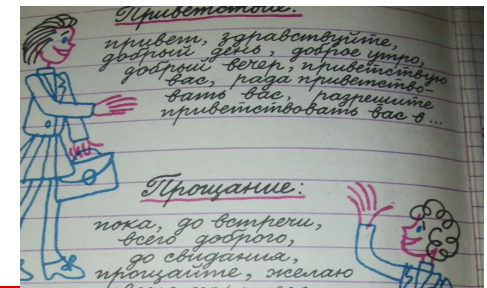 Приветствие:
привет, здравствуйте,
добрый день, доброе утро,
добрый вечер, приветствую
вас, рада приветство-
вать вас, разрешите
приветствовать вас в...
Прощание:
пока, до встречи,
всего доброго,
до свидания,
прощайте, желаю